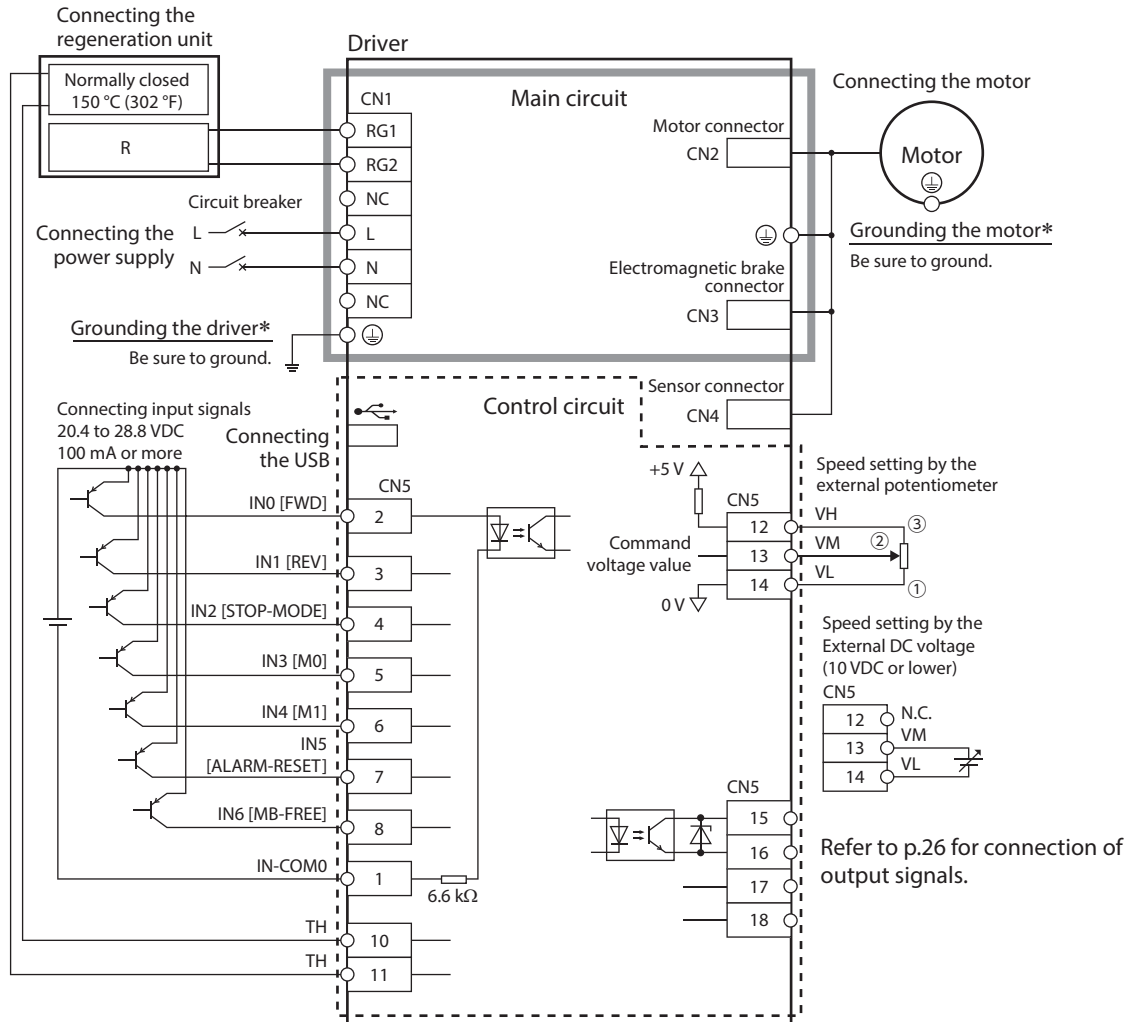 Connecting the
regeneration unit
Normally closed
150 °C (302 °F)
R
Driver
CN1
Main circuit
RG1
RG2
NC
L
N
NC
Circuit breaker
Connecting the
power supply
L
N
Grounding the driver*
Be sure to ground.
Motor connector
CN2
Connecting the motor
Motor
Grounding the motor*
Be sure to ground.
Electromagnetic brake
connector
CN3
Sensor connector
CN4
Control circuit
Connecting input signals
20.4 to 28.8 VDC
100 mA or more
Connecting
the USB
CN5
IN0 [FWD]
2
IN1 [REV]
3
IN2 [STOP-MODE]
4
IN3 [M0]
5
IN4 [M1]
6
IN5
[ALARM-RESET]
7
IN6 [MB-FREE]
8
IN-COM0
1
6.6 kΩ
TH
10
TH
11
+5 V
CN5
12
13
14
Command
voltage value
0 V
Speed setting by the
external potentiometer
VH
③
VM
②
VL
①
Speed setting by the
External DC voltage
(10 VDC or lower)
CN5
12
N.C.
13
VM
14
VL
CN5
15
16
17
18
Refer to p.26 for connection of
output signals.